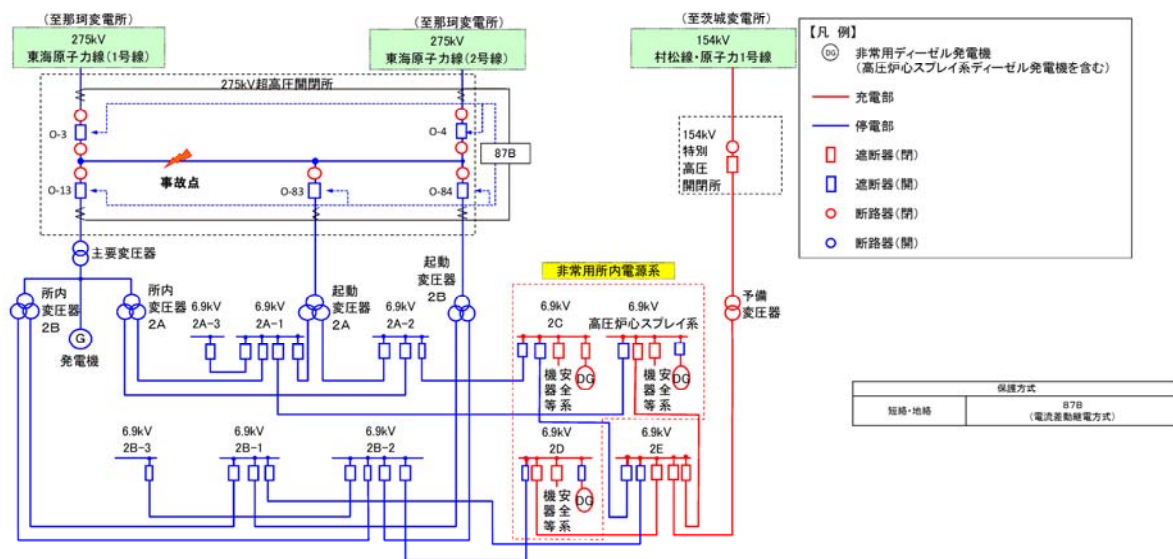 (至那珂変電所)
275kV
東海原子力線(1号線)
(至那珂変電所)
275kV
東海原子力線(2号線)
(至茨城変電所)
154kV
村松線・原子力1号線
【凡 例】
DG
非常用ディーゼル発電機
(高圧炉心スプレイ系ディーゼル発電機を含む)
充電部
停電部
遮断器(閉)
遮断器(開)
断路器(閉)
断路器(開)
275kV超高圧開閉所
O-3
O-4
87B
事故点
O-13
O-83
O-84
154kV
特別
高圧
開閉所
主要変圧器
所内
変圧器
2B
G
発電機
所内
変圧器
2A
起動
変圧器
2A
起動
変圧器
2B
予備
変圧器
非常用所内電源系
6.9kV
2A-3
6.9kV
2A-1
6.9kV
2A-2
6.9kV
2C
安全系
機器等
DG
6.9kV
高圧炉心スプレイ系
安全系
機器等
DG
6.9kV
2B-3
6.9kV
2B-1
6.9kV
2B-2
6.9kV
2D
安全系
機器等
DG
6.9kV
2E
保護方式
短絡・地絡
87B
(電流差動継電方式)